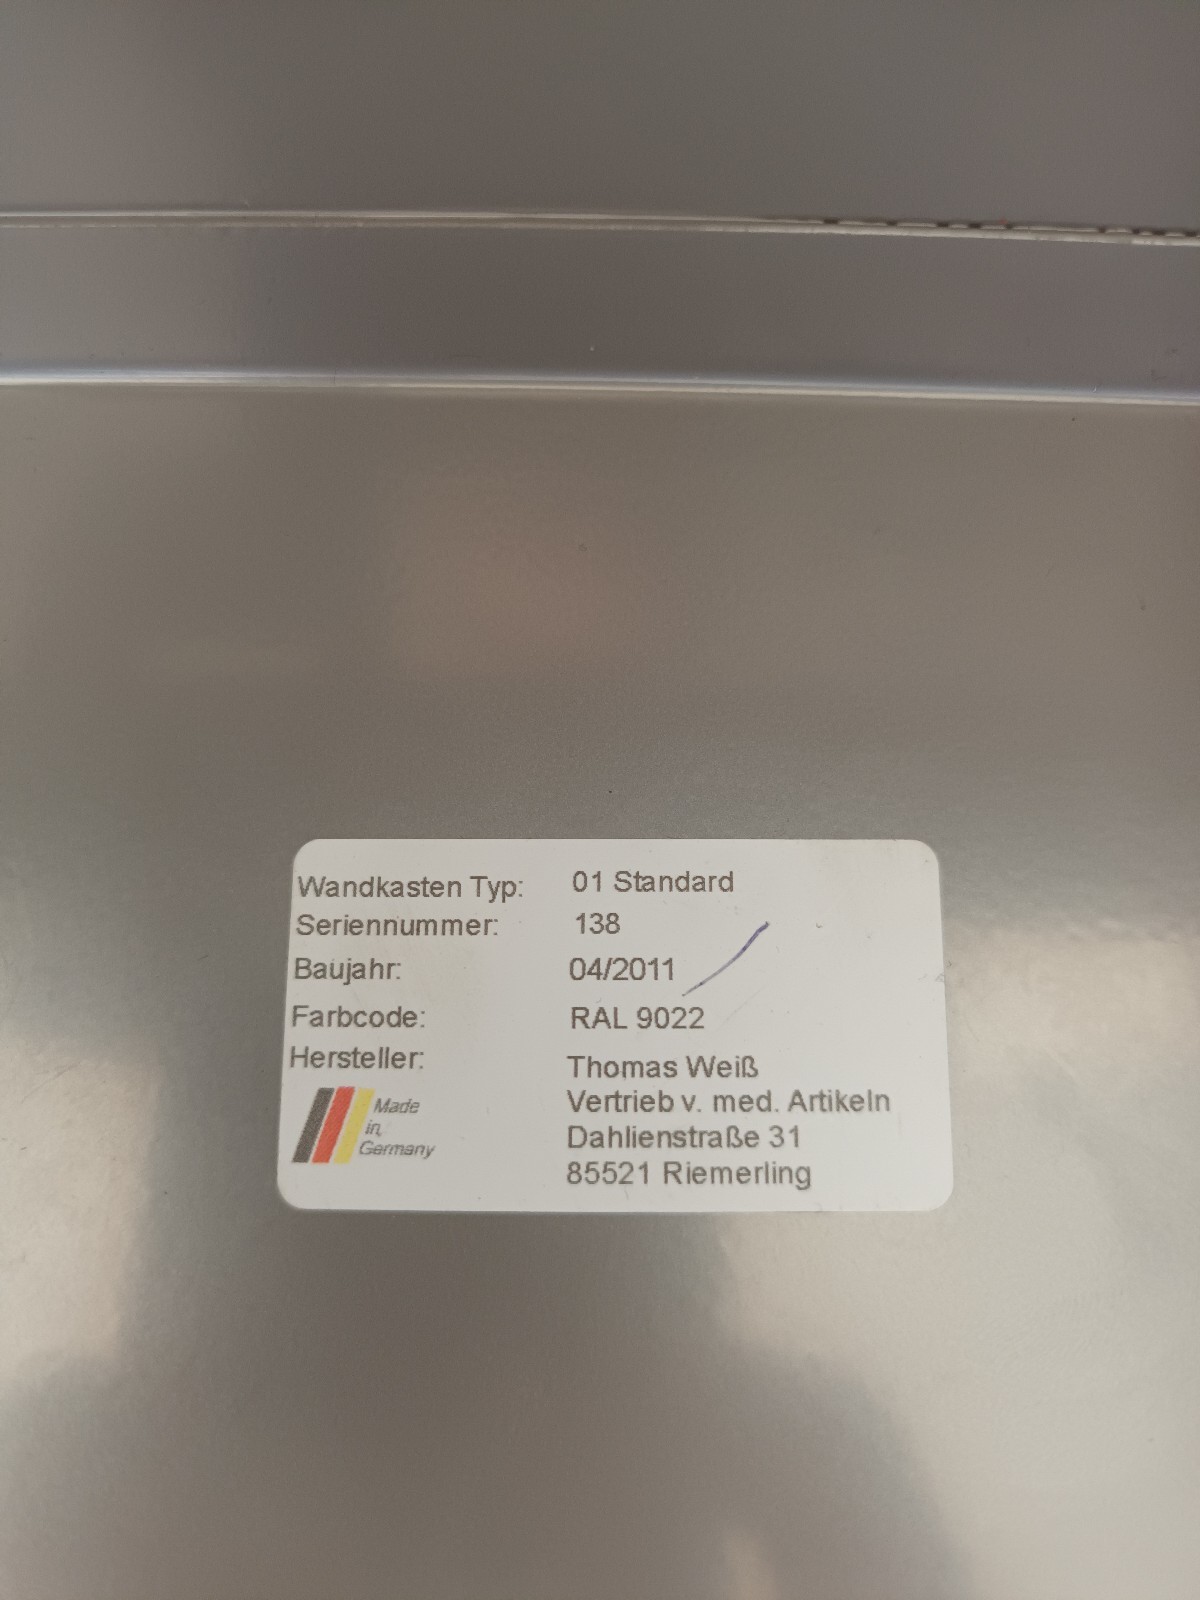 Wandkasten Typ: 01 Standard
Seriennummer: 138
Baujahr: 04/2011
Farbcode: RAL 9022
Hersteller: Thomas Weiß
Vertrieb v. med. Artikeln
Dahlienstraße 31
85521 Riemerling
Made
in
Germany